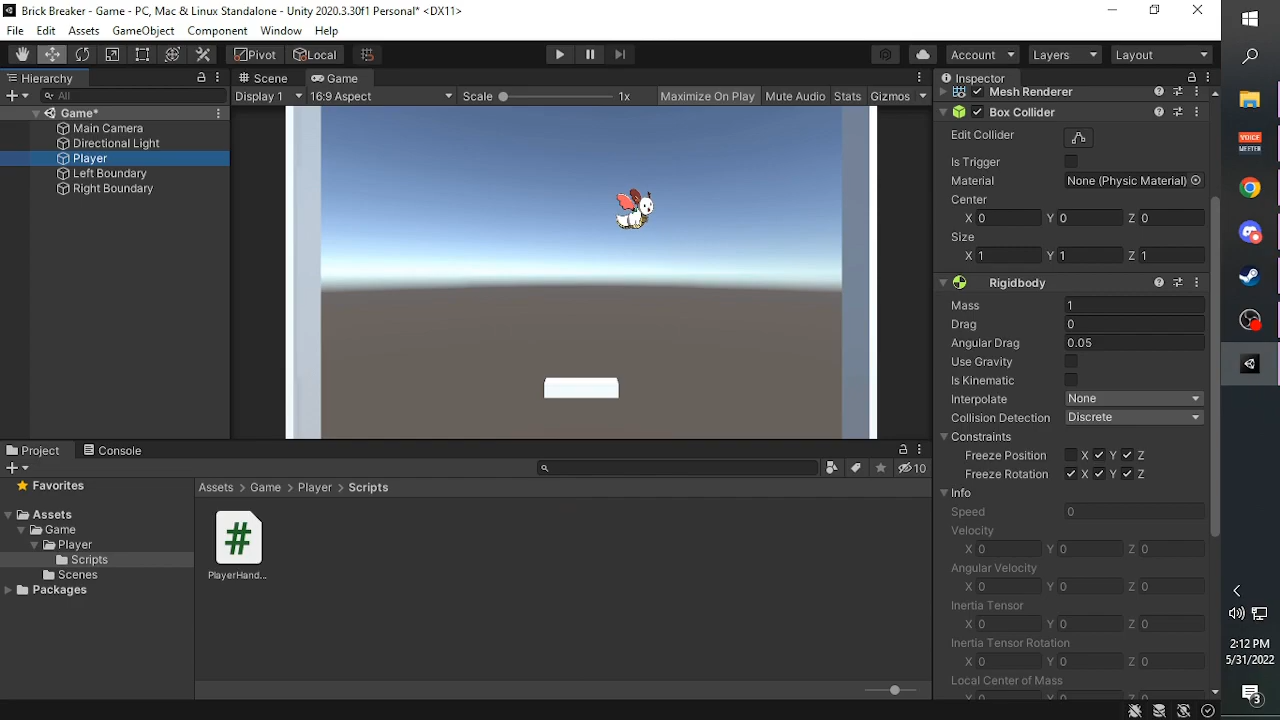 Brick Breaker - Game - PC, Mac & Linux Standalone - Unity 2020.3.30f1 Personal* <DX11>
File Edit Assets GameObject Component Window Help
Pivot Local Account Layers Layout
Hierarchy
All
Game*
Main Camera
Directional Light
Player
Left Boundary
Right Boundary
Scene Game
Display 1 16:9 Aspect Scale 1x Maximize On Play Mute Audio Stats Gizmos
Project Console
10
Favorites
Assets
Game
Player
Scripts
Scenes
Packages
Assets > Game > Player > Scripts
#
PlayerHand...
Inspector
Mesh Renderer
Box Collider
Edit Collider
Is Trigger
Material None (Physic Material)
Center
X 0 Y 0 Z 0
Size
X 1 Y 1 Z 1
Rigidbody
Mass 1
Drag 0
Angular Drag 0.05
Use Gravity
Is Kinematic
Interpolate None
Collision Detection Discrete
Constraints
Freeze Position X Y Z
Freeze Rotation X Y Z
Info
Speed 0
Velocity
X 0 Y 0 Z 0
Angular Velocity
X 0 Y 0 Z 0
Inertia Tensor
X 0 Y 0 Z 0
Inertia Tensor Rotation
X 0 Y 0 Z 0
Local Center of Mass
X 0 Y 0 Z 0
VOICE
MEETER
2:12 PM
5/31/2022
3